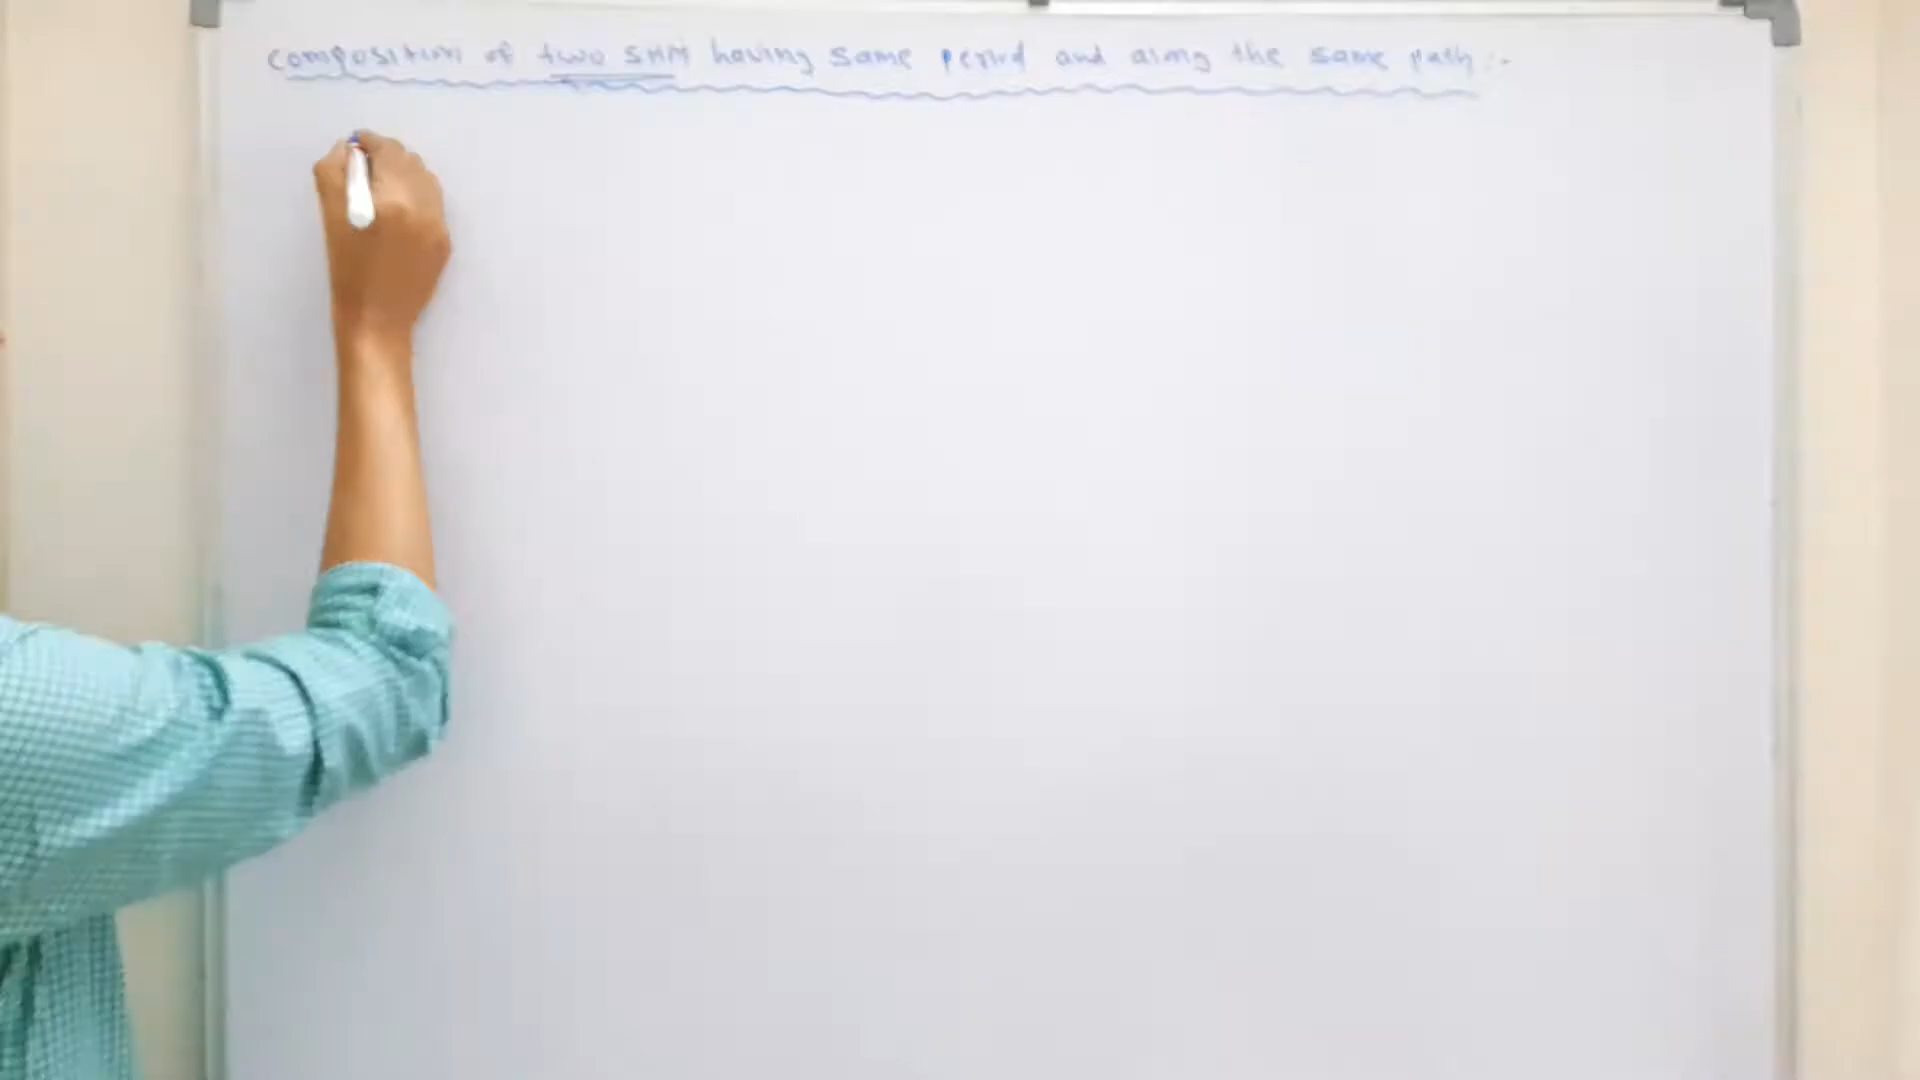 Composition of two SHM having same period and along the same path :-